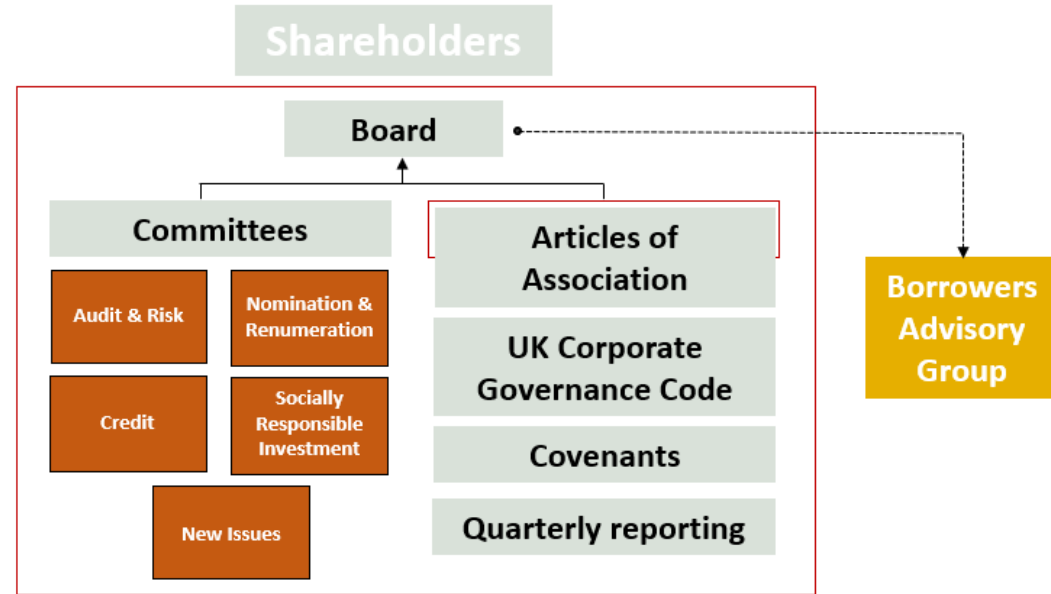 Shareholders
Board
Committees
Audit & Risk
Nomination &
Renumeration
Credit
Socially
Responsible
Investment
New Issues
Articles of
Association
UK Corporate
Governance Code
Covenants
Quarterly reporting
Borrowers
Advisory
Group